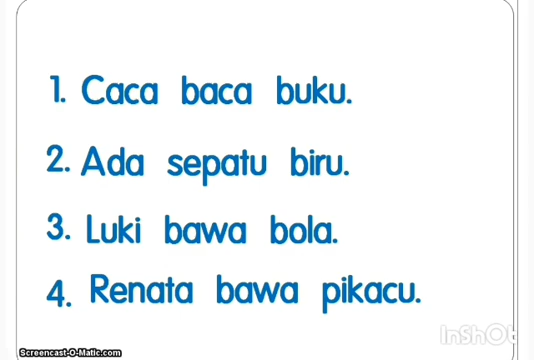 1. Caca baca buku.
2. Ada sepatu biru.
3. Luki bawa bola.
4. Renata bawa pikacu.
InShOt
Screencast-O-Matic.com